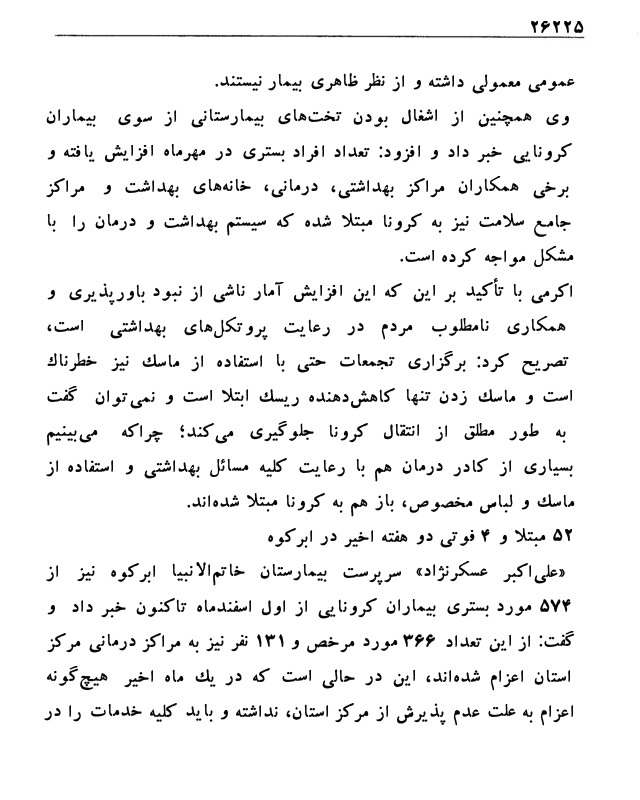 ۲۶۲۲۵
عمومی معمولی داشته و از نظر ظاهری بیمار نیستند.
وی همچنین از اشغال بودن تخت‌های بیمارستانی از سوی بیماران
کرونایی خبر داد و افزود: تعداد افراد بستری در مهرماه افزایش یافته و
برخی همکاران مراکز بهداشتی، درمانی، خانه‌های بهداشت و مراکز
جامع سلامت نیز به کرونا مبتلا شده که سیستم بهداشت و درمان را با
مشکل مواجه کرده است.
اکرمی با تأکید بر این که این افزایش آمار ناشی از نبود باورپذیری و
همکاری نامطلوب مردم در رعایت پروتکل‌های بهداشتی است،
تصریح کرد: برگزاری تجمعات حتی با استفاده از ماسك نیز خطرناك
است و ماسك زدن تنها کاهش‌دهنده ریسك ابتلا است و نمی‌توان گفت
به طور مطلق از انتقال کرونا جلوگیری می‌کند؛ چراکه می‌بینیم
بسیاری از کادر درمان هم با رعایت کلیه مسائل بهداشتی و استفاده از
ماسك و لباس مخصوص، باز هم به کرونا مبتلا شده‌اند.
۵۲ مبتلا و ۴ فوتی دو هفته اخیر در ابرکوه
«علی‌اکبر عسکرنژاد» سرپرست بیمارستان خاتم‌الانبیا ابرکوه نیز از
۵۷۴ مورد بستری بیماران کرونایی از اول اسفندماه تاکنون خبر داد و
گفت: از این تعداد ۳۶۶ مورد مرخص و ۱۳۱ نفر نیز به مراکز درمانی مرکز
استان اعزام شده‌اند، این در حالی است که در یك ماه اخیر هیچ‌گونه
اعزام به علت عدم پذیرش از مرکز استان، نداشته و باید کلیه خدمات را در